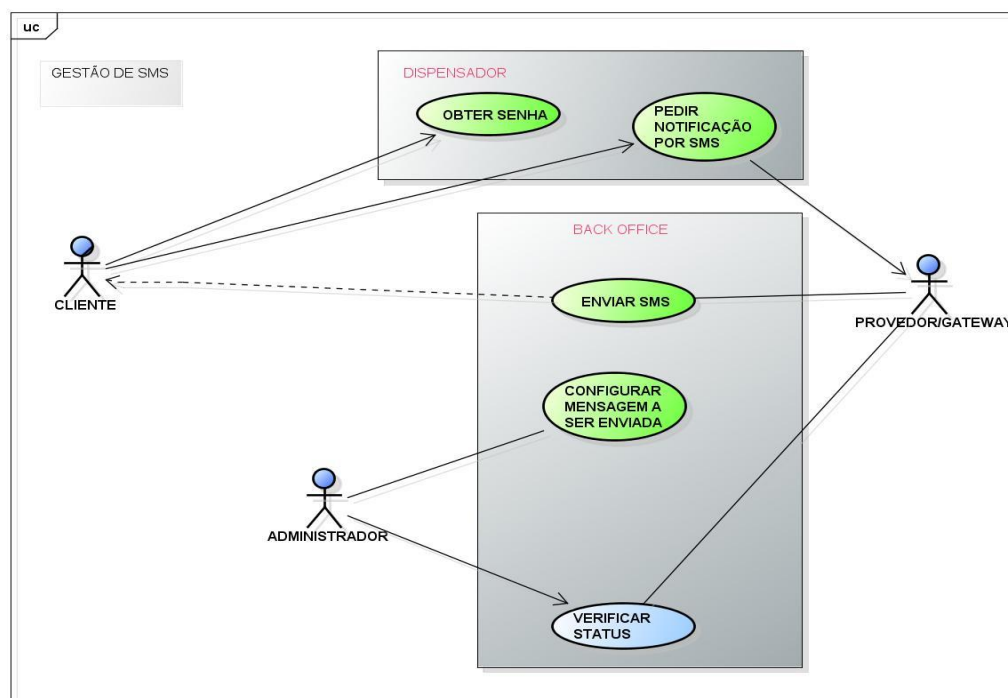 uc
GESTÃO DE SMS
DISPENSADOR
OBTER SENHA
PEDIR
NOTIFICAÇÃO
POR SMS
BACK OFFICE
CLIENTE
ENVIAR SMS
PROVEDOR/GATEWAY
CONFIGURAR
MENSAGEM A
SER ENVIADA
ADMINISTRADOR
VERIFICAR
STATUS